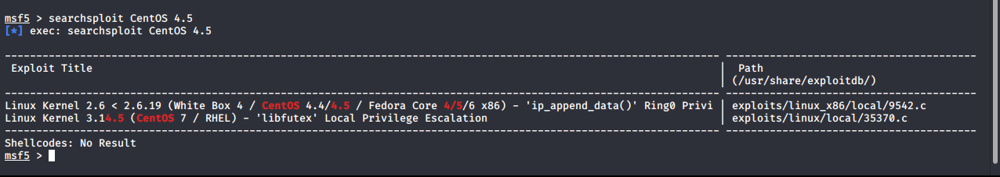 msf5 > searchsploit CentOS 4.5
[*] exec: searchsploit CentOS 4.5
---------------------------------------------------------------------------------------------------------------- ---------------------------------------
Exploit Title | Path
| (/usr/share/exploitdb/)
---------------------------------------------------------------------------------------------------------------- ---------------------------------------
Linux Kernel 2.6 < 2.6.19 (White Box 4 / CentOS 4.4/4.5 / Fedora Core 4/5/6 x86) - 'ip_append_data()' Ring0 Privi | exploits/linux_x86/local/9542.c
Linux Kernel 3.14.5 (CentOS 7 / RHEL) - 'libfutex' Local Privilege Escalation | exploits/linux/local/35370.c
---------------------------------------------------------------------------------------------------------------- ---------------------------------------
Shellcodes: No Result
msf5 >